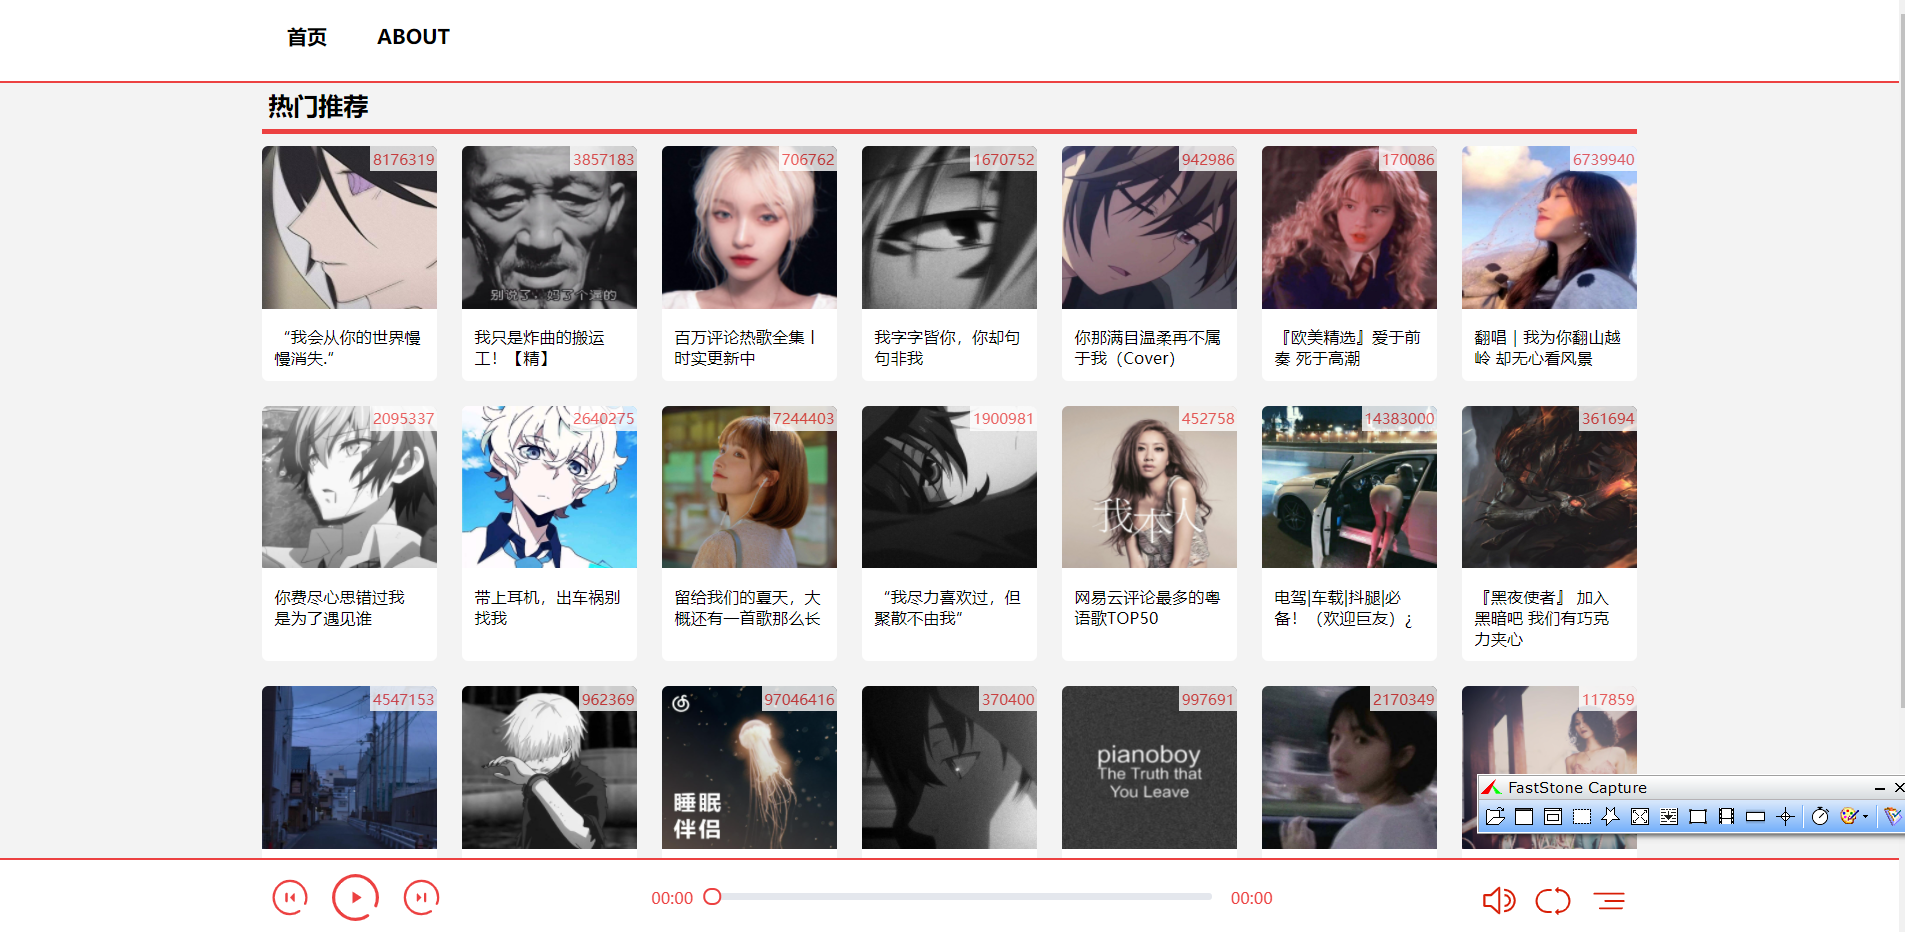 首页
ABOUT
热门推荐
8176319
3857183
706762
1670752
942986
170086
6739940
别说了,妈了个逼的
“我会从你的世界慢
慢消失.“
我只是炸曲的搬运
工！【精】
百万评论热歌全集丨
时实更新中
我字字皆你，你却句
句非我
你那满目温柔再不属
于我（Cover）
『欧美精选』爱于前
奏 死于高潮
翻唱｜我为你翻山越
岭 却无心看风景
2095337
2640275
7244403
1900981
452758
14383000
361694
我本人
你费尽心思错过我
是为了遇见谁
带上耳机，出车祸别
找我
留给我们的夏天，大
概还有一首歌那么长
“我尽力喜欢过，但
聚散不由我”
网易云评论最多的粤
语歌TOP50
电驾|车载|抖腿|必
备！（欢迎巨友）¿
『黑夜使者』 加入
黑暗吧 我们有巧克
力夹心
4547153
962369
97046416
370400
997691
2170349
117859
睡眠
伴侣
pianoboy
The Truth that
You Leave
FastStone Capture
00:00
00:00